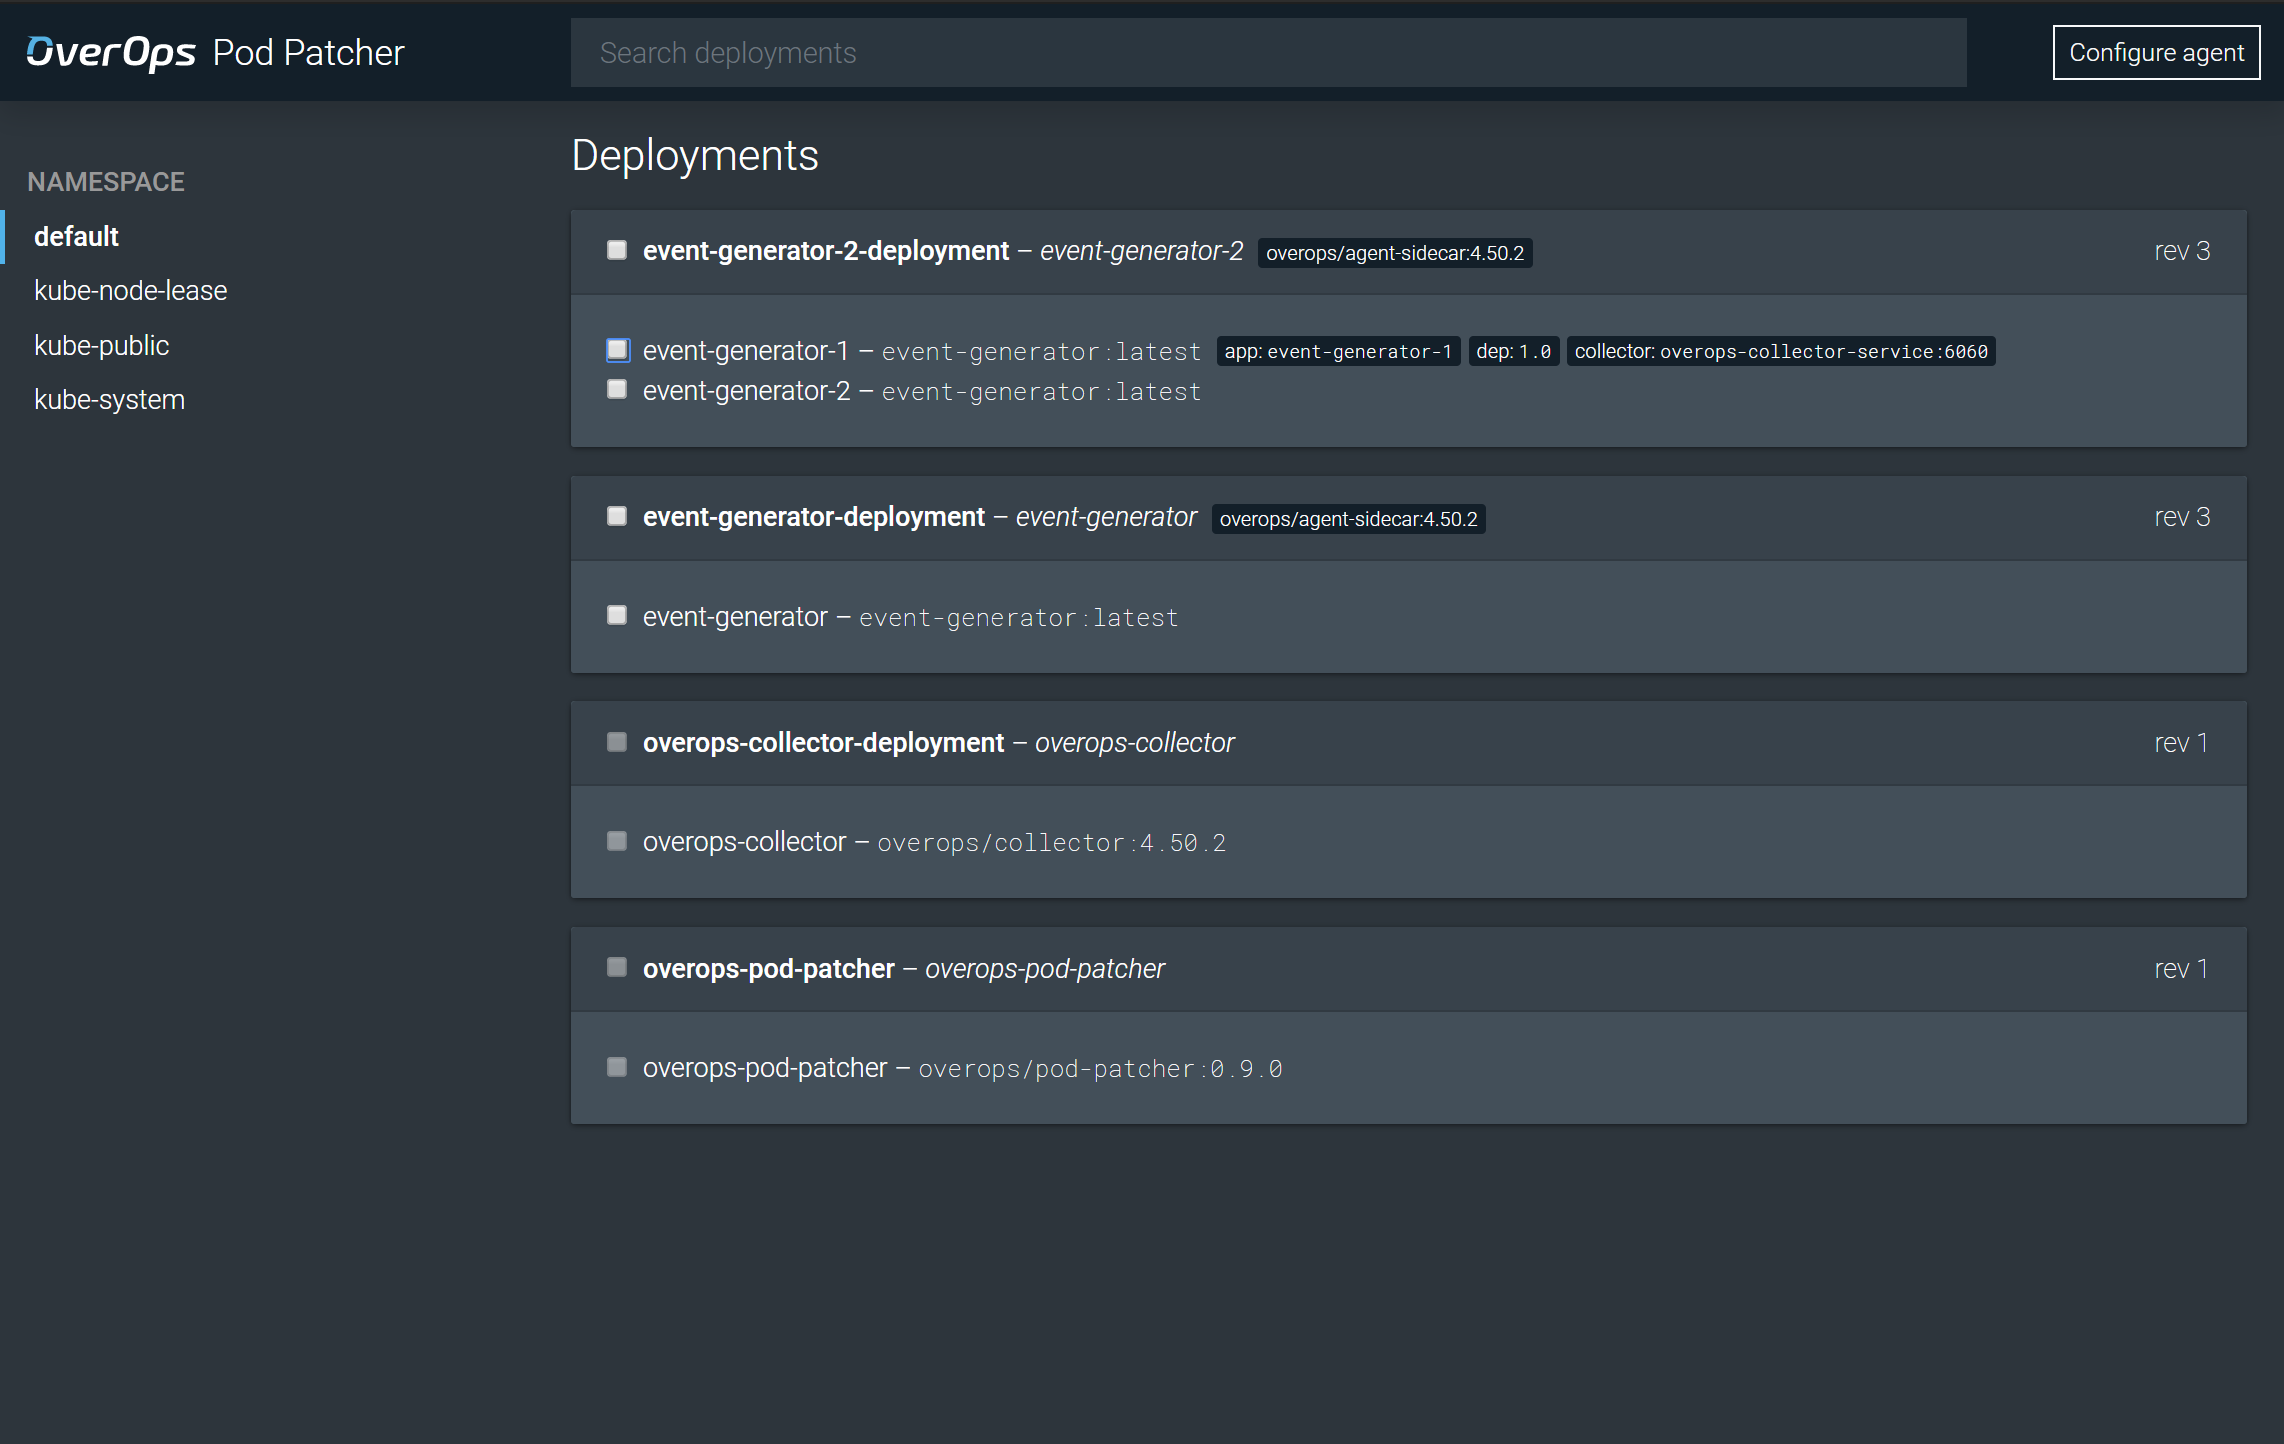 OverOps Pod Patcher
Search deployments
Configure agent
NAMESPACE
default
kube-node-lease
kube-public
kube-system
Deployments
event-generator-2-deployment – event-generator-2 overops/agent-sidecar:4.50.2 rev 3
event-generator-1 – event-generator:latest app: event-generator-1 dep: 1.0 collector: overops-collector-service:6060
event-generator-2 – event-generator:latest
event-generator-deployment – event-generator overops/agent-sidecar:4.50.2 rev 3
event-generator – event-generator:latest
overops-collector-deployment – overops-collector rev 1
overops-collector – overops/collector:4.50.2
overops-pod-patcher – overops-pod-patcher rev 1
overops-pod-patcher – overops/pod-patcher:0.9.0